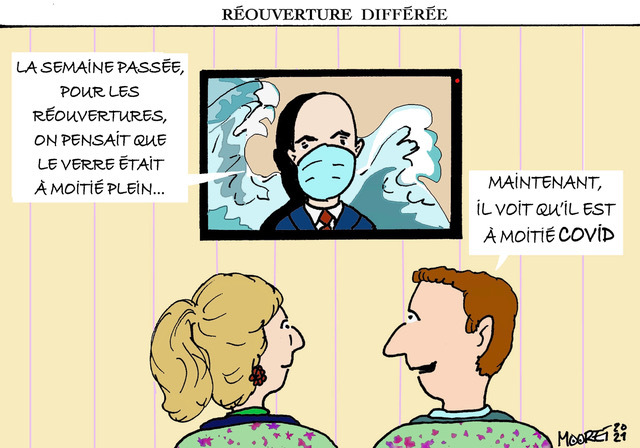 RÉOUVERTURE DIFFÉRÉE
LA SEMAINE PASSÉE,
POUR LES
RÉOUVERTURES,
ON PENSAIT QUE
LE VERRE ÉTAIT
À MOITIÉ PLEIN...
MAINTENANT,
IL VOIT QU'IL EST
À MOITIÉ COVID
20
MOORE 21